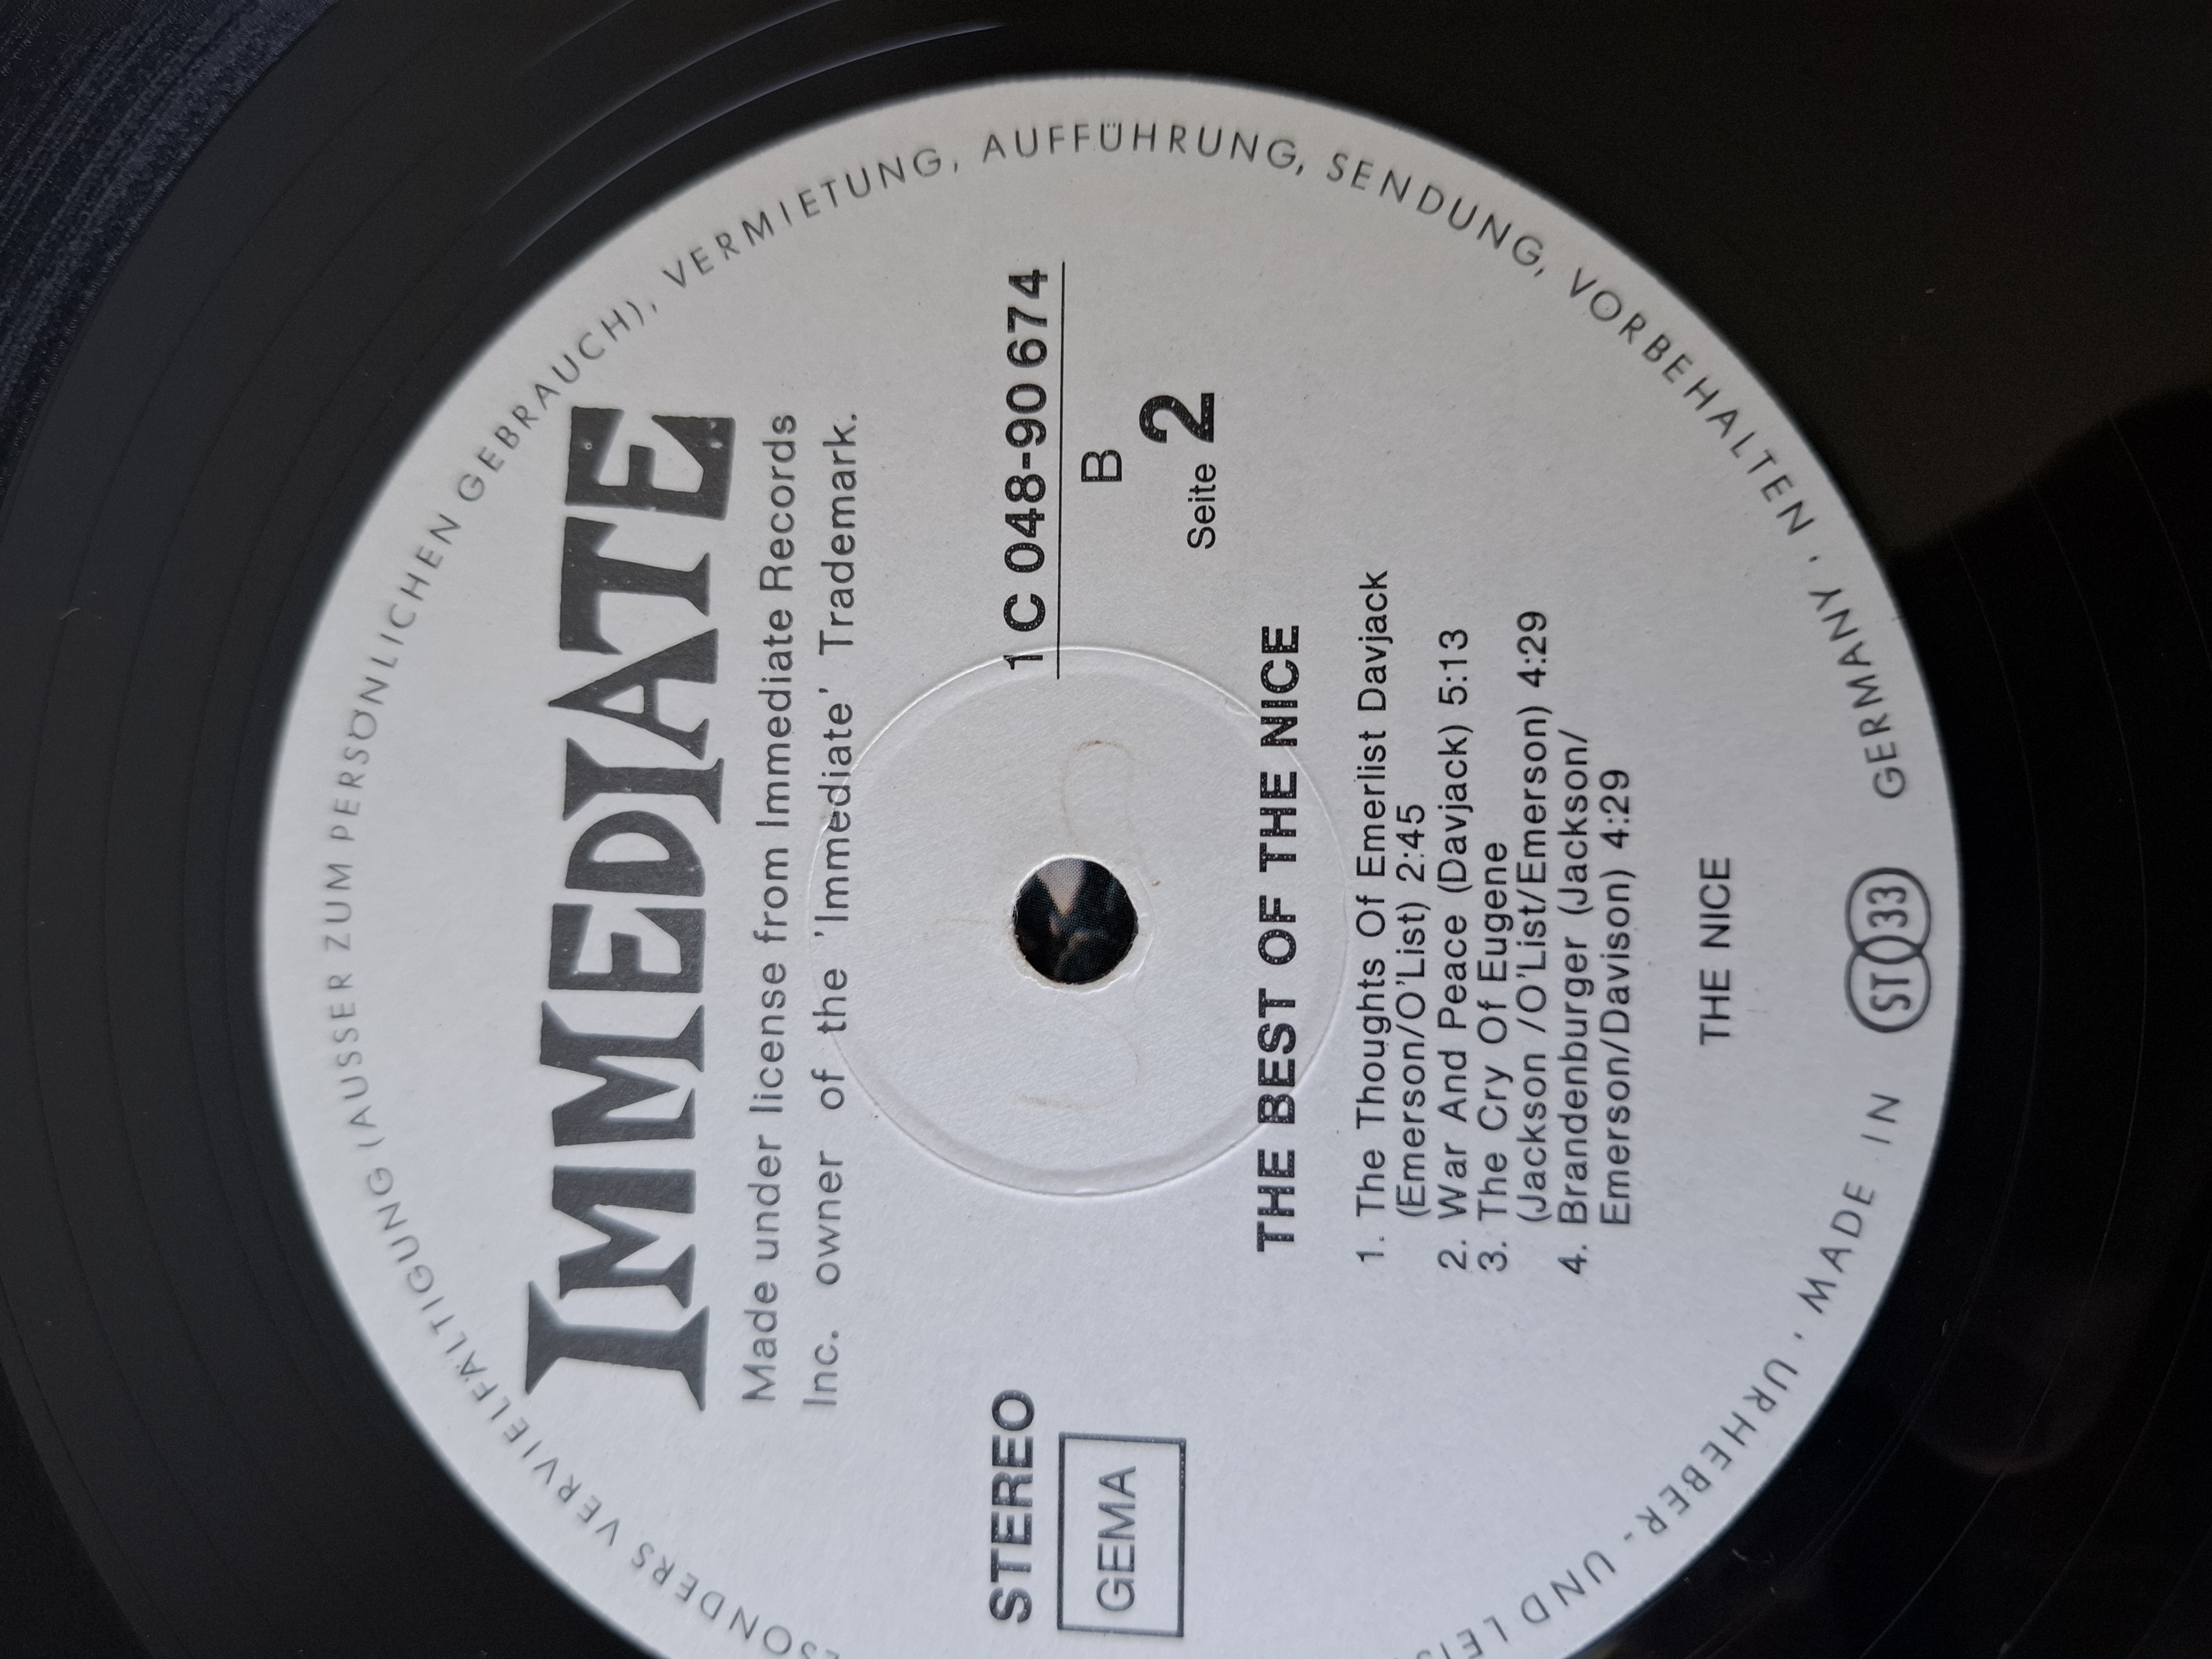 IMMEDIATE
Made under license from Immediate Records
Inc. owner of the 'Immediate' Trademark.
STEREO
GEMA
1 C 048-90 674
B
Seite 2
THE BEST OF THE NICE
1. The Thoughts Of Emerlist Davjack
(Emerson/O'List) 2:45
2. War And Peace (Davjack) 5:13
3. The Cry Of Eugene
(Jackson /O'List/Emerson) 4:29
4. Brandenburger (Jackson/
Emerson/Davison) 4:29
THE NICE
ST 33
VERVIELFÄLTIGUNG (AUSSER ZUM PERSÖNLICHEN GEBRAUCH), VERMIETUNG, AUFFÜHRUNG, SENDUNG, VORBEHALTEN · GERMANY
MADE IN
· URHEBER- UND